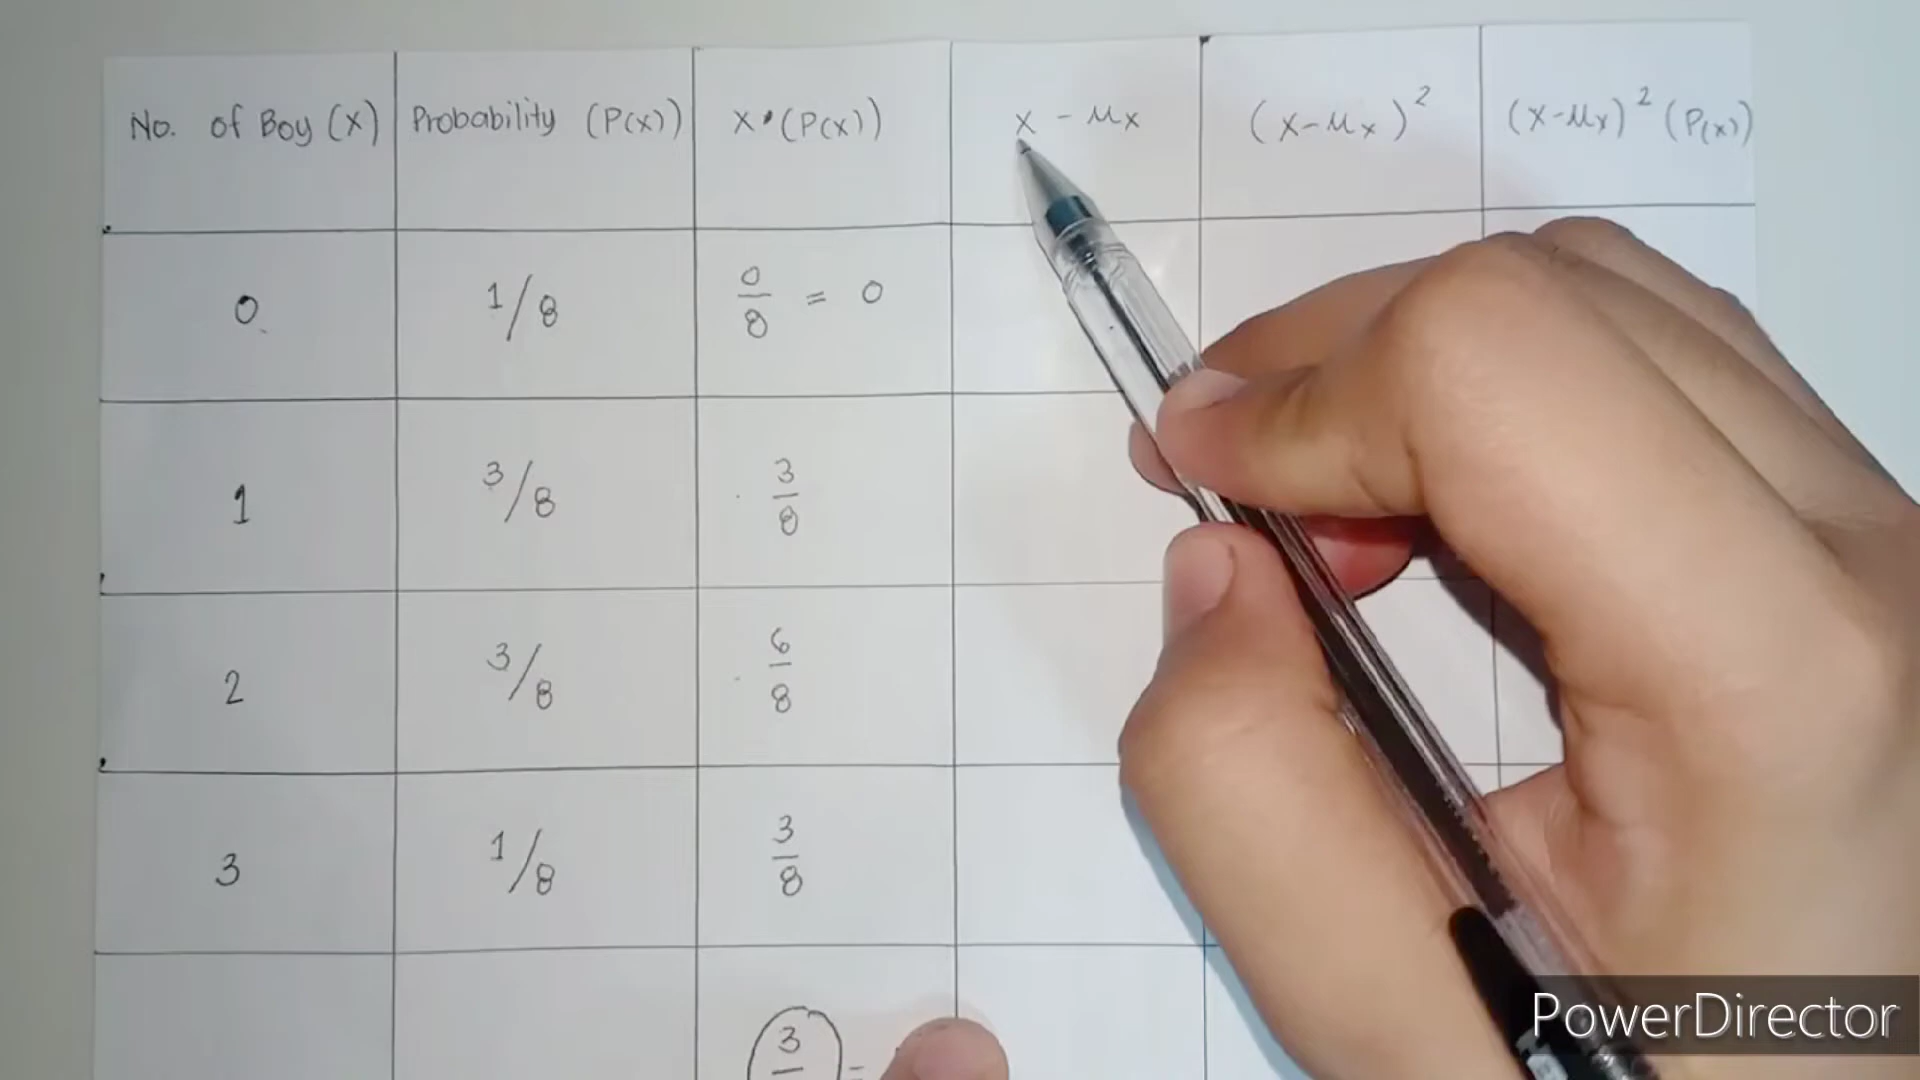 No. of Boy (X) Probability (P(X)) X•(P(X)) X - μx (X-μx)² (X-μx)² (P(X))
0 1/8 0/8 = 0
1 3/8 3/8
2 3/8 6/8
3 1/8 3/8
3 =
PowerDirector